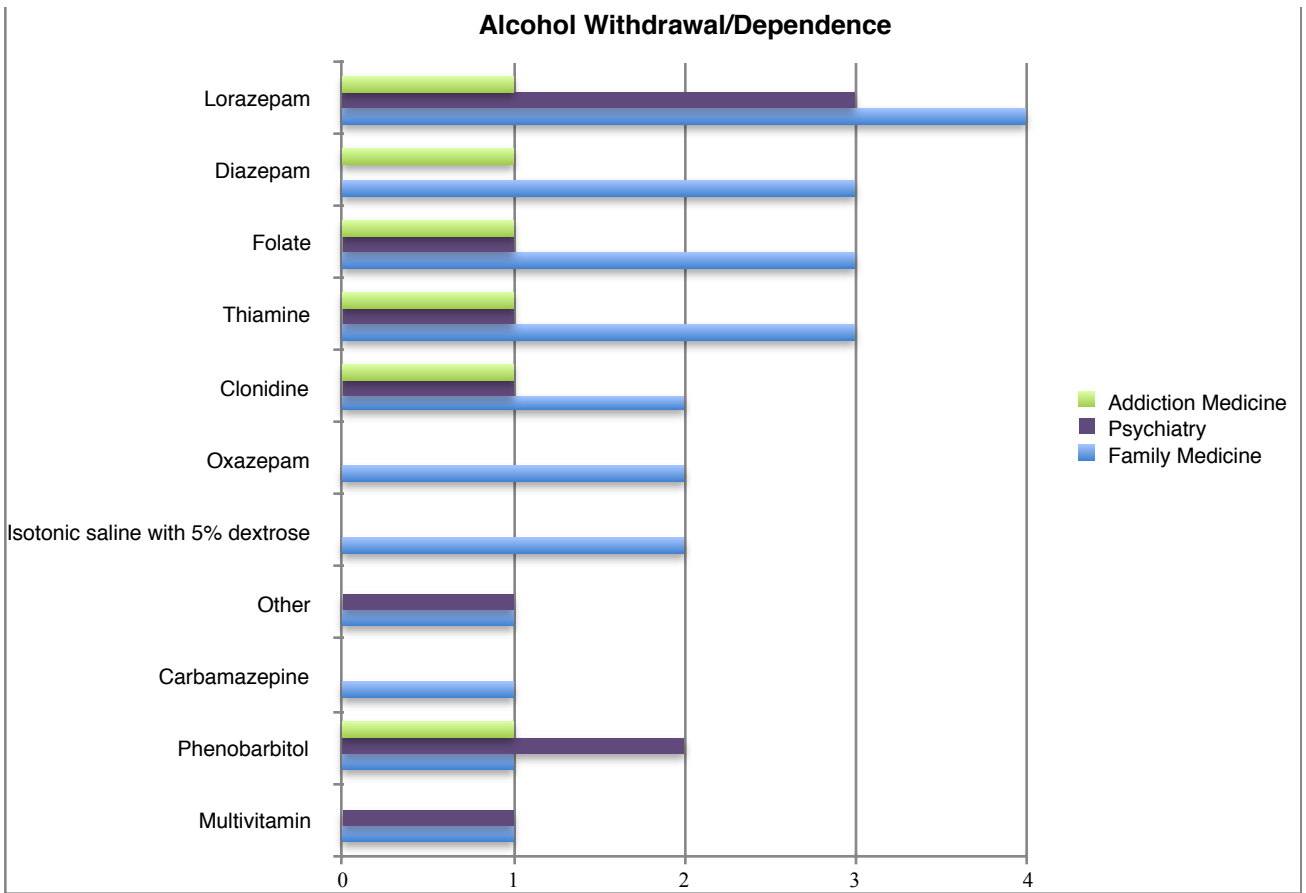 Alcohol Withdrawal/Dependence
Lorazepam
Diazepam
Folate
Thiamine
Clonidine
Oxazepam
Isotonic saline with 5% dextrose
Other
Carbamazepine
Phenobarbitol
Multivitamin
0 1 2 3 4
Addiction Medicine
Psychiatry
Family Medicine